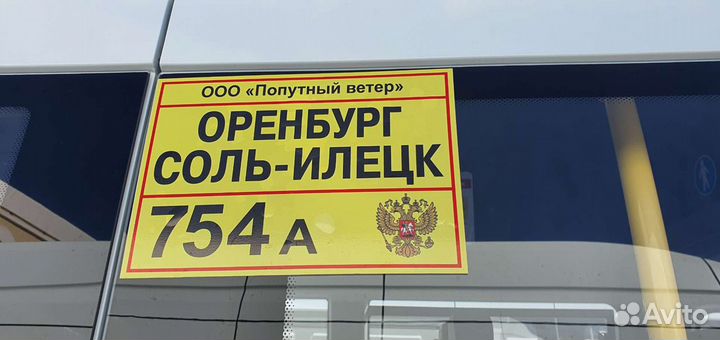 ООО «Попутный ветер»
ОРЕНБУРГ
СОЛЬ-ИЛЕЦК
754 А
Avito